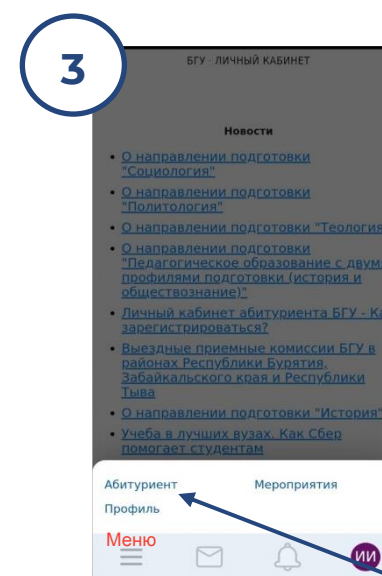 3
БГУ - ЛИЧНЫЙ КАБИНЕТ
Новости
• О направлении подготовки
"Социология"
• О направлении подготовки
"Политология"
• О направлении подготовки "Теология
• О направлении подготовки
"Педагогическое образование с двумя
профилями подготовки (история и
обществознание)"
• Личный кабинет абитуриента БГУ - Ка
зарегистрироваться?
• Выездные приемные комиссии БГУ в
районах Республики Бурятия,
Забайкальского края и Республики
Тыва
• О направлении подготовки "История"
• Учеба в лучших вузах. Как Сбер
помогает студентам
Абитуриент
Мероприятия
Профиль
Меню
ИИ